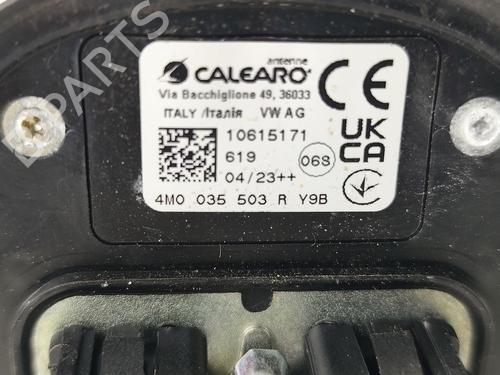 antenne
CALEARO
Via Bacchiglione 49, 36033
ITALY /Італія VW AG
CE
10615171
619
068
04/23++
UK
CA
4M0 035 503 R Y9B
B-PARTS